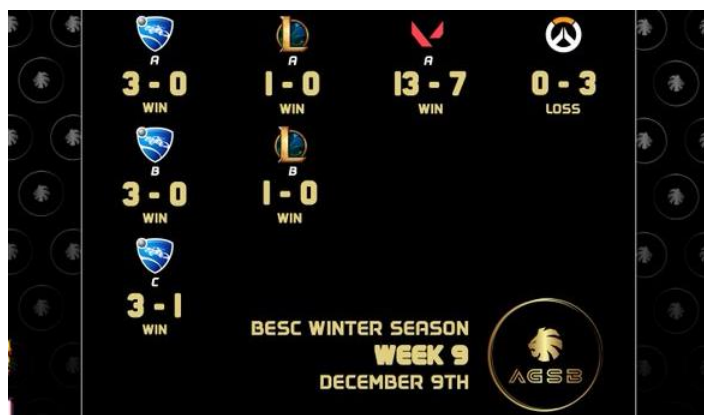 A
3 - 0
WIN
A
1 - 0
WIN
A
13 - 7
WIN
0 - 3
LOSS
B
3 - 0
WIN
B
1 - 0
WIN
C
3 - 1
WIN
BESC WINTER SEASON
WEEK 9
DECEMBER 9TH
AGSB